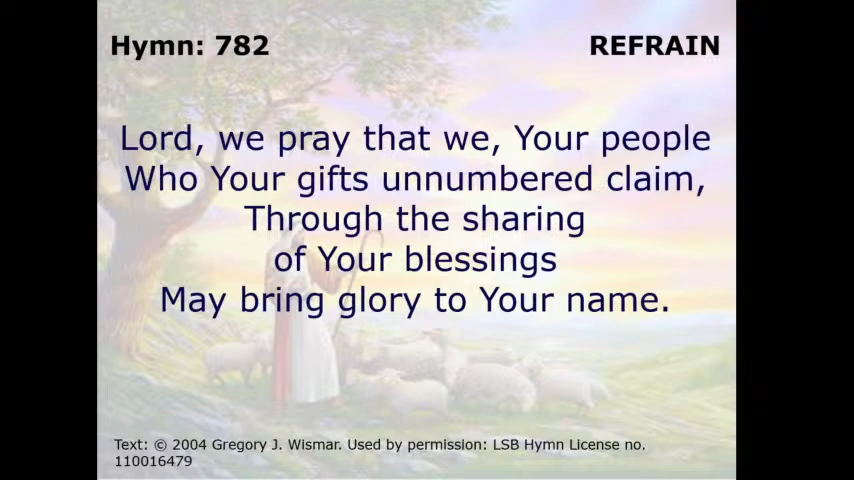 Hymn: 782 REFRAIN
Lord, we pray that we, Your people
Who Your gifts unnumbered claim,
Through the sharing
of Your blessings
May bring glory to Your name.
Text: © 2004 Gregory J. Wismar. Used by permission: LSB Hymn License no.
110016479